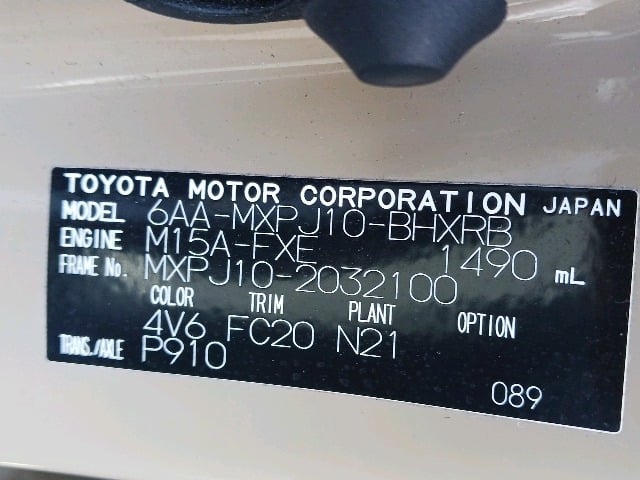 TOYOTA MOTOR CORPORATION JAPAN
MODEL 6AA-MXPJ10-BHXRB
ENGINE M15A-FXE 1490 mL
FRAME No. MXPJ10-2032100
COLOR TRIM PLANT OPTION
4V6 FC20 N21
TRANS./AXLE P910
089